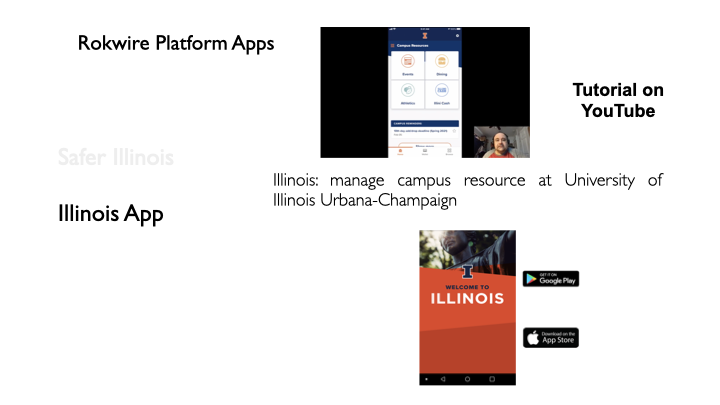 Rokwire Platform Apps
Campus Resources
Events
Dining
Athletics
Illini Cash
CAMPUS REMINDERS
Tutorial on
YouTube
Safer Illinois
Illinois: manage campus resource at University of
Illinois Urbana-Champaign
Illinois App
WELCOME TO
ILLINOIS
GET IT ON
Google Play
Download on the
App Store